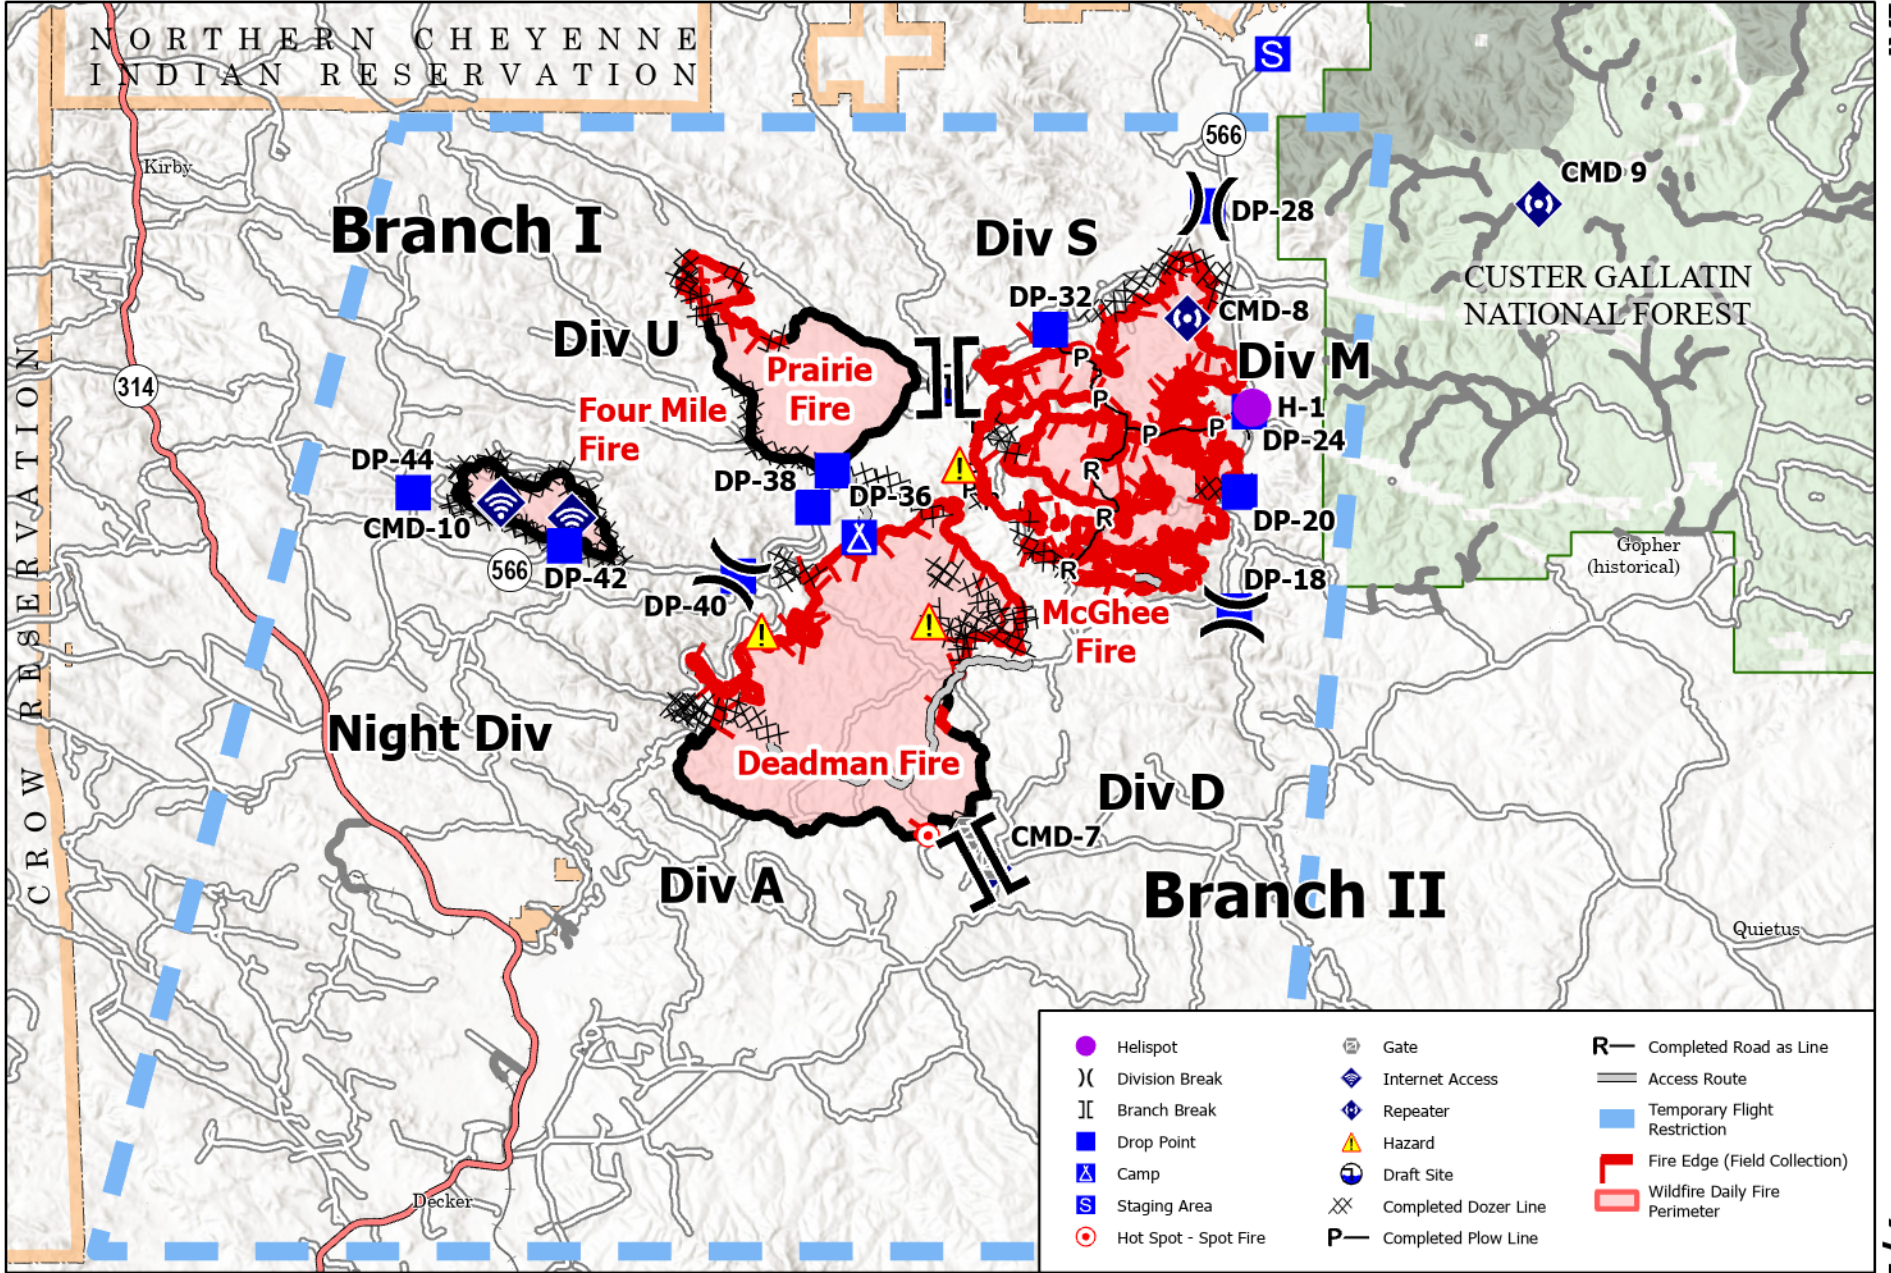 NORTHERN CHEYENNE
INDIAN RESERVATION
S
566
Kirby
CMD 9
DP-28
Branch I
Div S
CUSTER GALLATIN
NATIONAL FOREST
DP-32
CMD-8
Div U
Div M
314
Prairie
Fire
P
P
P
P
H-1
DP-24
Four Mile
Fire
CROW RESERVATION
DP-44
DP-38
DP-36
R
P
DP-20
CMD-10
R
566
DP-42
Gopher
(historical)
R
DP-18
DP-40
McGhee
Fire
Night Div
Deadman Fire
Div D
CMD-7
Div A
Branch II
Quietus
Decker
Helispot
Division Break
Branch Break
Drop Point
Camp
S Staging Area
Hot Spot - Spot Fire
Gate
Internet Access
Repeater
Hazard
Draft Site
Completed Dozer Line
P Completed Plow Line
R Completed Road as Line
Access Route
Temporary Flight
Restriction
Fire Edge (Field Collection)
Wildfire Daily Fire
Perimeter